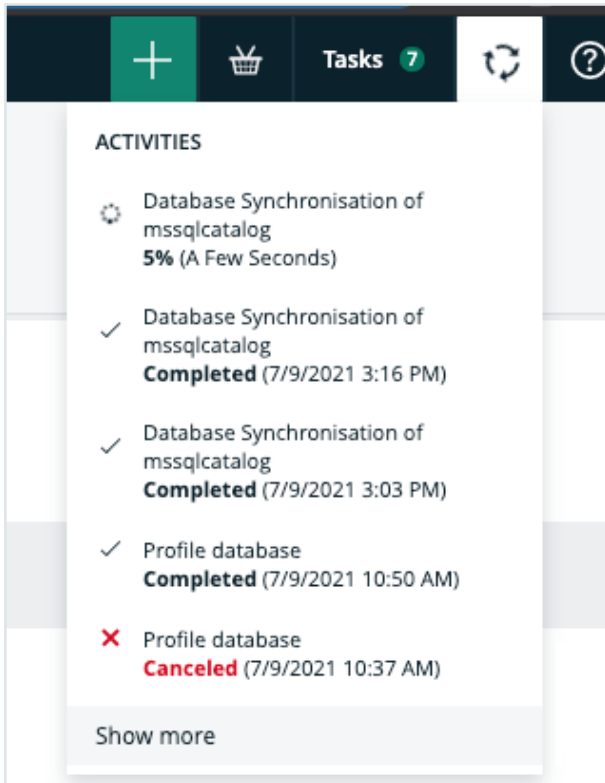 Tasks 7
ACTIVITIES
Database Synchronisation of
mssqlcatalog
5% (A Few Seconds)
Database Synchronisation of
mssqlcatalog
Completed (7/9/2021 3:16 PM)
Database Synchronisation of
mssqlcatalog
Completed (7/9/2021 3:03 PM)
Profile database
Completed (7/9/2021 10:50 AM)
Profile database
Canceled (7/9/2021 10:37 AM)
Show more